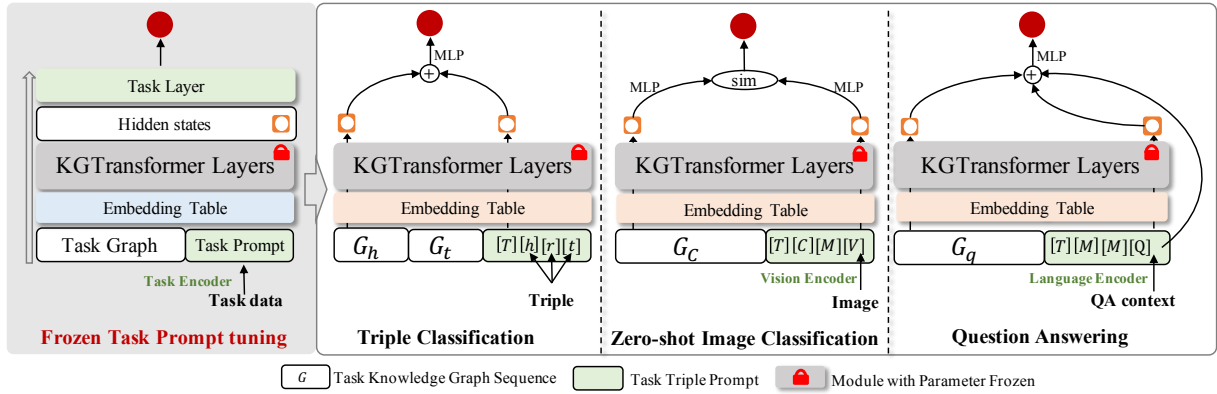 Task Layer
Hidden states
KGTransformer Layers
Embedding Table
Task Graph
Task Prompt
Task Encoder
Task data
Frozen Task Prompt tuning
MLP
+
KGTransformer Layers
Embedding Table
G_h
G_t
[T][h][r][t]
Triple
Triple Classification
sim
MLP
MLP
KGTransformer Layers
Embedding Table
G_C
[T][C][M][V]
Vision Encoder
Image
Zero-shot Image Classification
MLP
+
KGTransformer Layers
Embedding Table
G_q
[T][M][M][Q]
Language Encoder
QA context
Question Answering
G Task Knowledge Graph Sequence
Task Triple Prompt
Module with Parameter Frozen